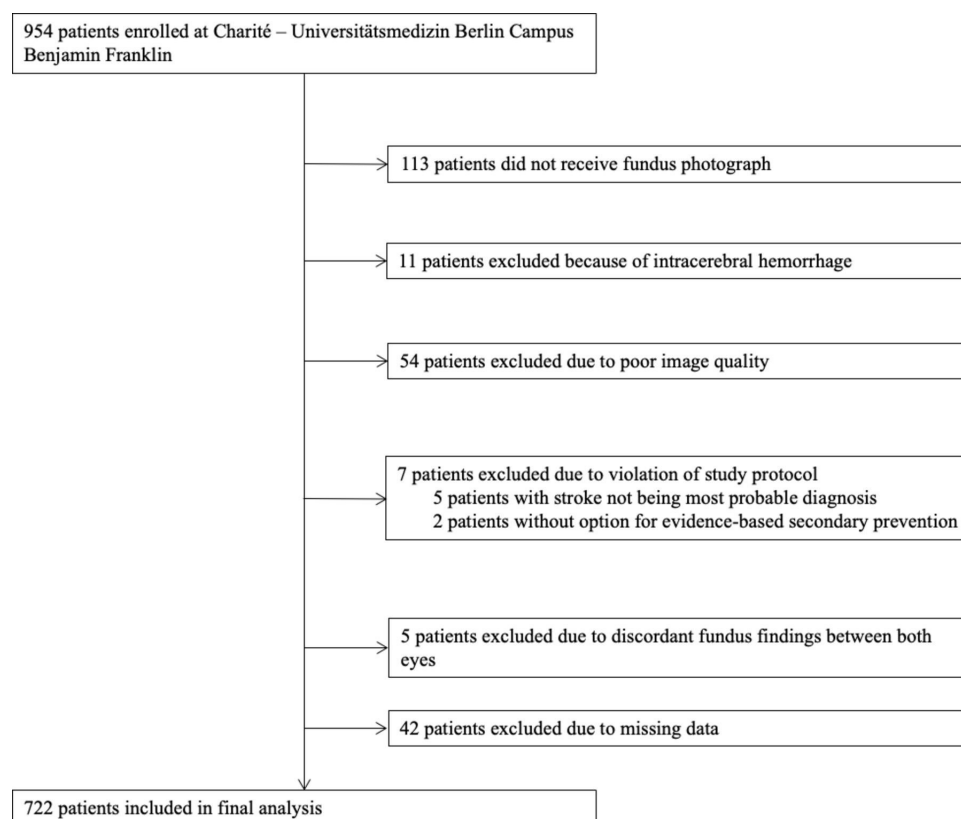 954 patients enrolled at Charité – Universitätsmedizin Berlin Campus
Benjamin Franklin
113 patients did not receive fundus photograph
11 patients excluded because of intracerebral hemorrhage
54 patients excluded due to poor image quality
7 patients excluded due to violation of study protocol
5 patients with stroke not being most probable diagnosis
2 patients without option for evidence-based secondary prevention
5 patients excluded due to discordant fundus findings between both
eyes
42 patients excluded due to missing data
722 patients included in final analysis